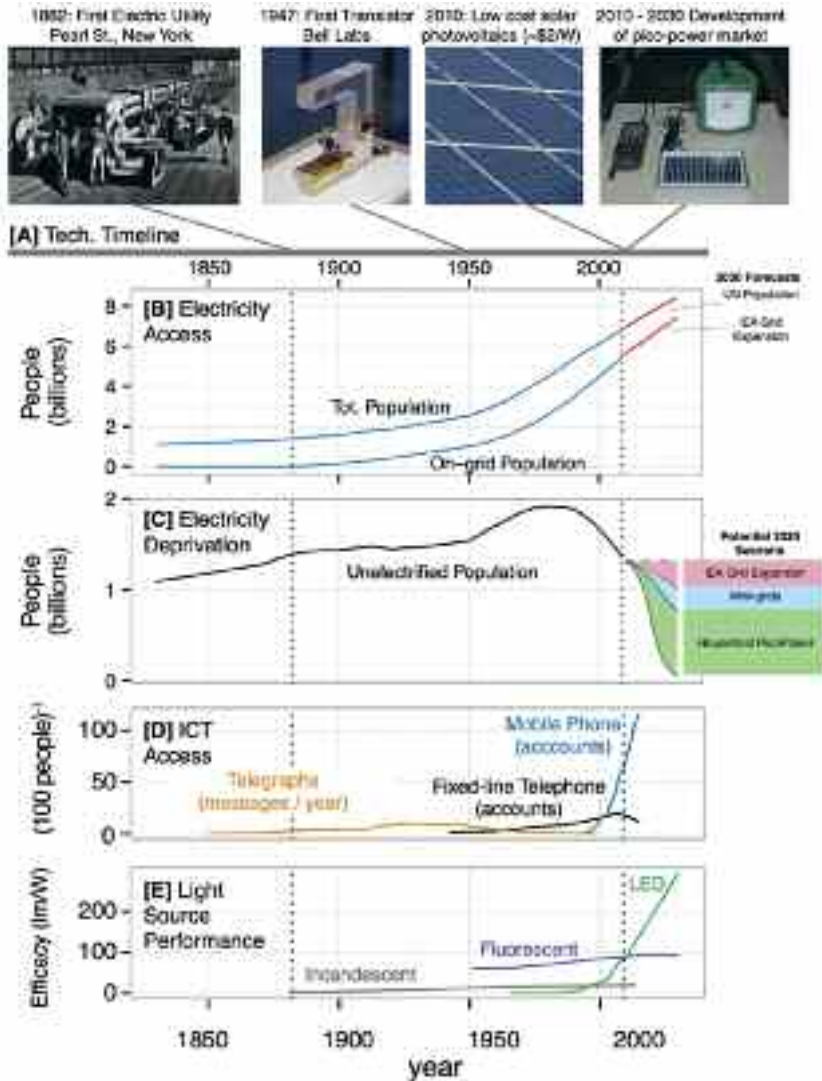 1882: First Electric Utility
Pearl St., New York
1947: First Transistor
Bell Labs
2010: Low cost solar
photovoltaics (~$2/W)
2010 - 2030 Development
of pico-power market
[A] Tech. Timeline
1850 1900 1950 2000
[B] Electricity
Access
People
(billions)
8
6
4
2
0
Tot. Population
On-grid Population
2030 Forecasts
UN Population
IEA Grid
Expansion
[C] Electricity
Deprivation
People
(billions)
2
1
0
Unelectrified Population
Potential 2030
IEA Grid Expansion
Mini-grids
Household
[D] ICT
Access
(100 people)⁻¹
100
50
0
Telegraphs
(messages / year)
Mobile Phone
(acccounts)
Fixed-line Telephone
(accounts)
[E] Light
Source
Performance
Efficacy (lm/W)
200
100
0
Incandescent
Fluorescent
LED
1850 1900 1950 2000
year